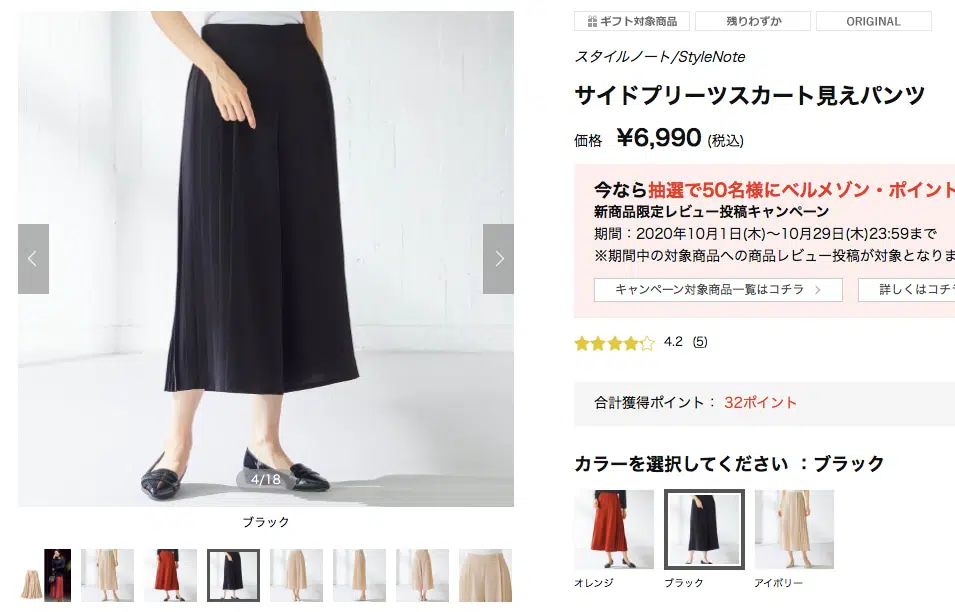 ギフト対象商品
残りわずか
ORIGINAL
スタイルノート/StyleNote
サイドプリーツスカート見えパンツ
価格 ¥6,990 (税込)
今なら抽選で50名様にベルメゾン・ポイント
新商品限定レビュー投稿キャンペーン
期間：2020年10月1日(木)～10月29日(木)23:59まで
※期間中の対象商品への商品レビュー投稿が対象となりま
キャンペーン対象商品一覧はコチラ
詳しくはコチ
4.2 (5)
合計獲得ポイント： 32ポイント
カラーを選択してください ：ブラック
オレンジ
ブラック
アイボリー
4/18
ブラック